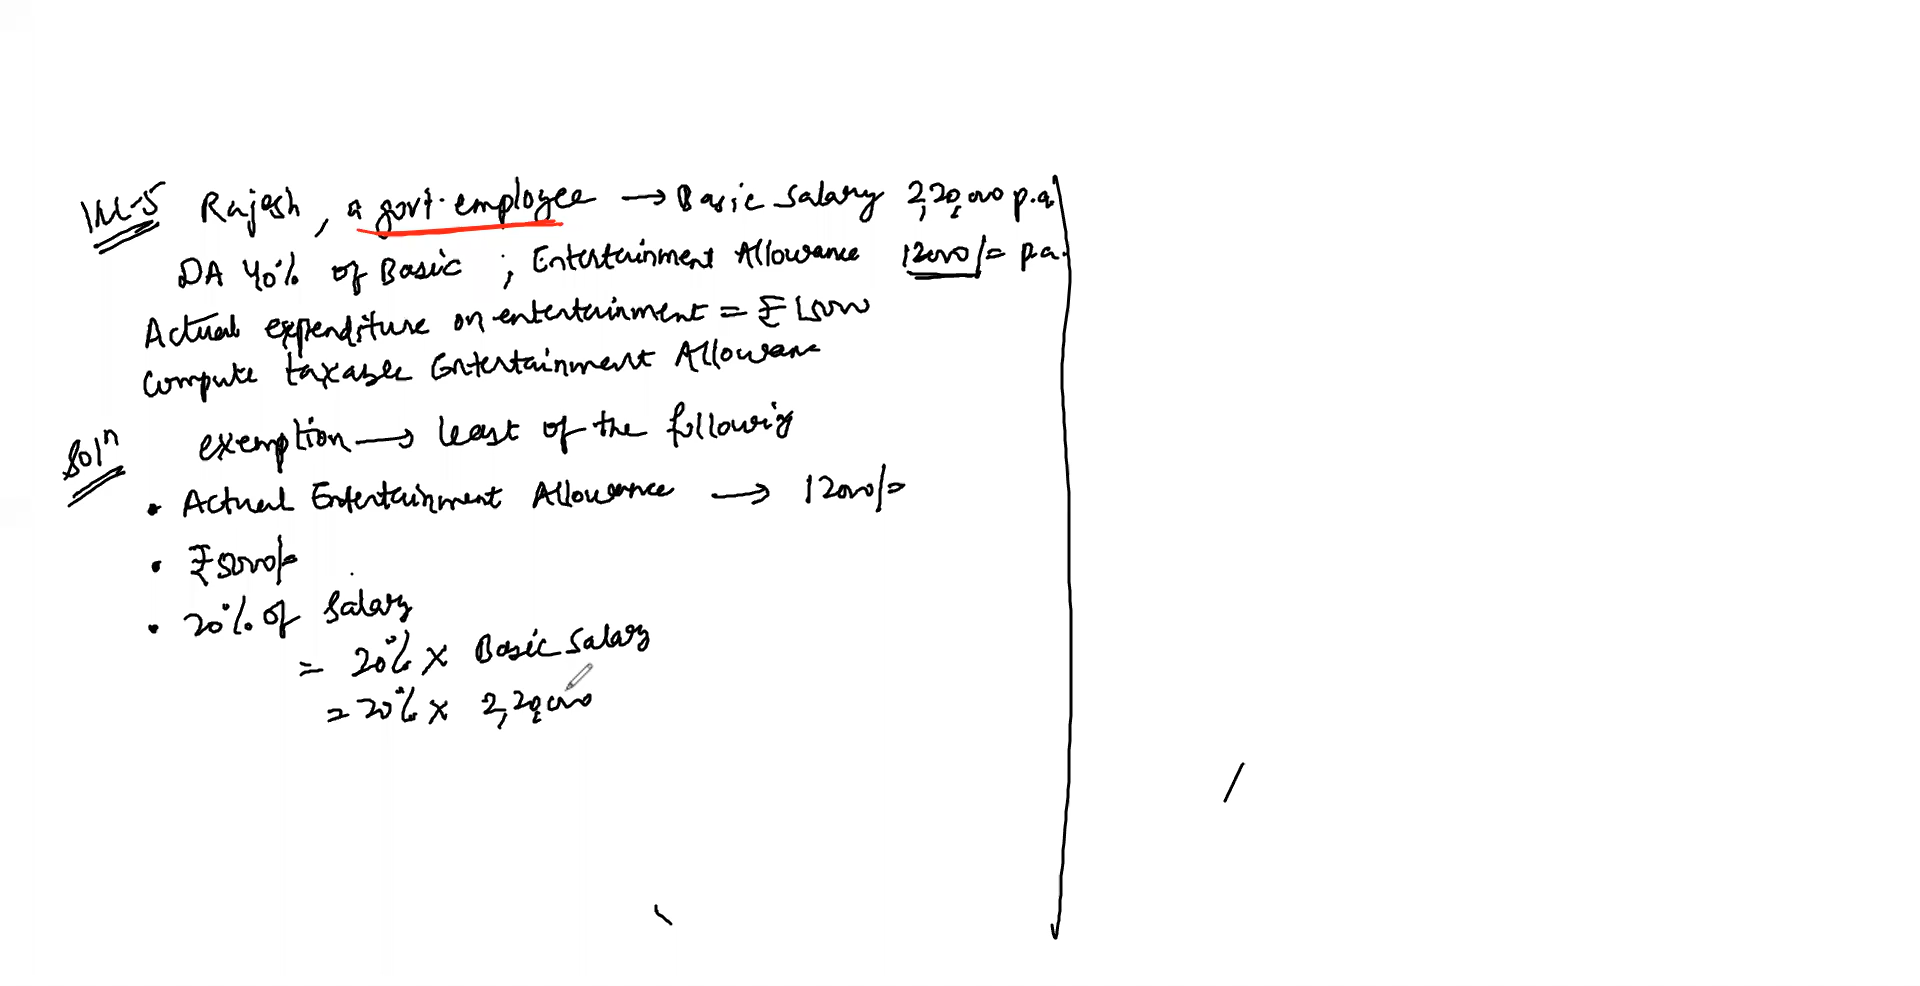 Ill-5 Rajesh, a govt. employee → Basic Salary 2,20,000 p.a
DA 40% of Basic ; Entertainment Allowance 12000/= p.a.
Actual expenditure on entertainment = ₹
Compute taxable Entertainment Allowance
Solⁿ exemption → least of the following
• Actual Entertainment Allowance → 12000/=
• ₹5000/=
• 20% of Salary
= 20% × Basic Salary
= 20% × 2,20,000